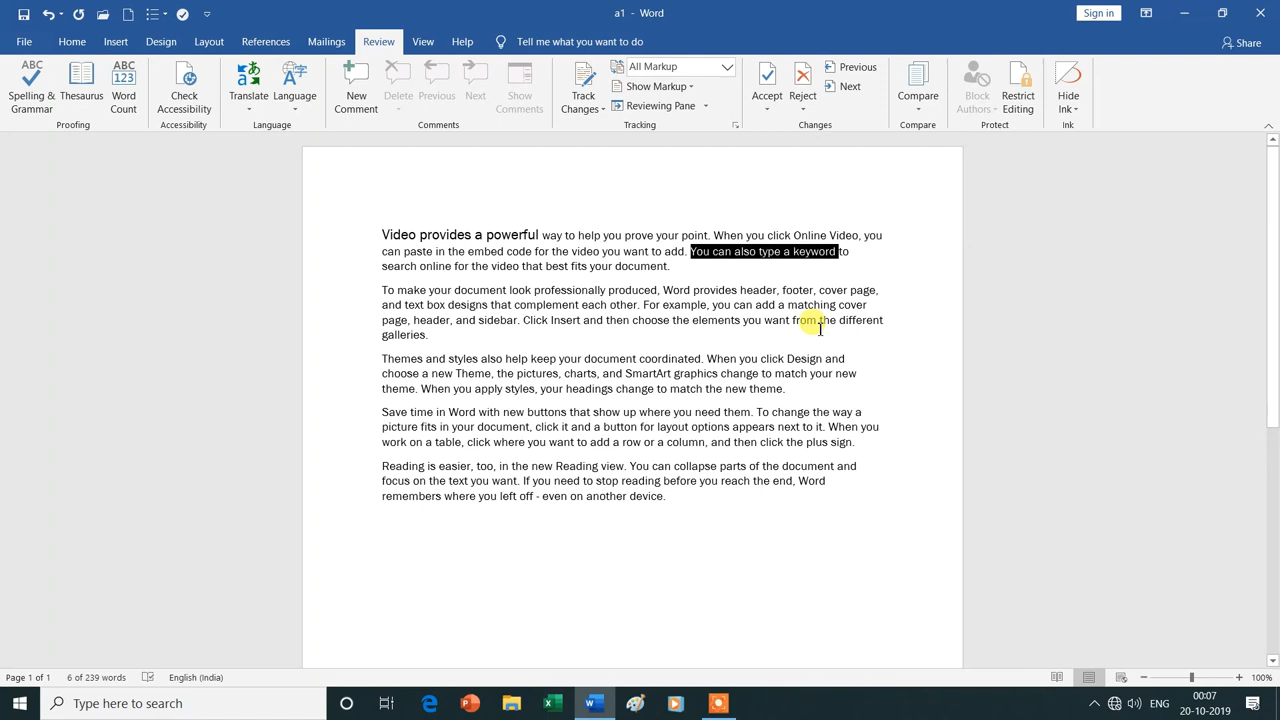 a1 - Word
Sign in
File Home Insert Design Layout References Mailings Review View Help Tell me what you want to do
Share
ABC Spelling & Grammar
Thesaurus
ABC 123 Word Count
Proofing
Check Accessibility
Accessibility
Translate
Language
Language
New Comment
Delete
Previous
Next
Show Comments
Comments
Track Changes
All Markup
Show Markup
Reviewing Pane
Tracking
Accept
Reject
Previous
Next
Changes
Compare
Compare
Block Authors
Restrict Editing
Protect
Hide Ink
Ink
Video provides a powerful way to help you prove your point. When you click Online Video, you
can paste in the embed code for the video you want to add. You can also type a keyword to
search online for the video that best fits your document.
To make your document look professionally produced, Word provides header, footer, cover page,
and text box designs that complement each other. For example, you can add a matching cover
page, header, and sidebar. Click Insert and then choose the elements you want from the different
galleries.
Themes and styles also help keep your document coordinated. When you click Design and
choose a new Theme, the pictures, charts, and SmartArt graphics change to match your new
theme. When you apply styles, your headings change to match the new theme.
Save time in Word with new buttons that show up where you need them. To change the way a
picture fits in your document, click it and a button for layout options appears next to it. When you
work on a table, click where you want to add a row or a column, and then click the plus sign.
Reading is easier, too, in the new Reading view. You can collapse parts of the document and
focus on the text you want. If you need to stop reading before you reach the end, Word
remembers where you left off - even on another device.
Page 1 of 1 6 of 239 words English (India)
100%
Type here to search
ENG
00:07
20-10-2019